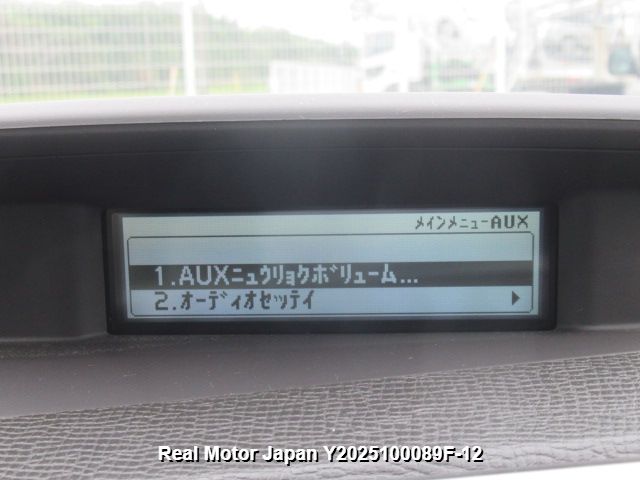 ﾒｲﾝﾒﾆｭｰAUX
1.AUXﾆｭｳﾘｮｸﾎﾞﾘｭｰﾑ...
2.ｵｰﾃﾞｨｵｾｯﾃｲ
Real Motor Japan Y2025100089F-12